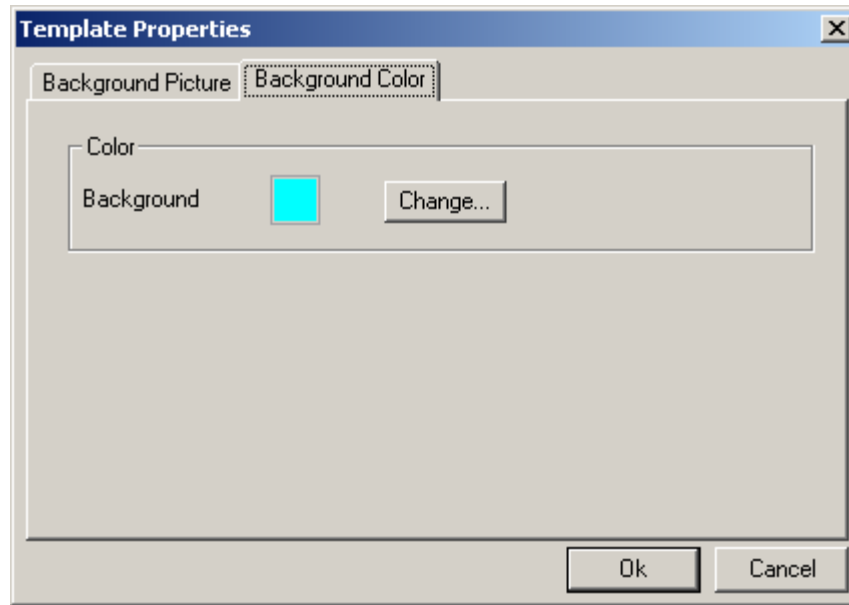 Template Properties
Background Picture Background Color
Color
Background Change...
Ok Cancel